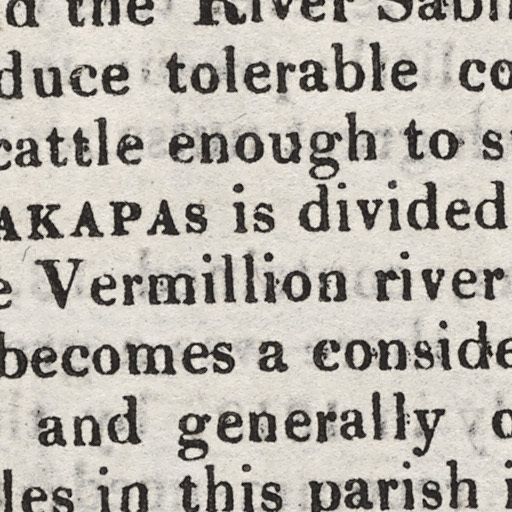 d the River Sabi
duce tolerable co
cattle enough to s
AKAPAS is divided
e Vermillion river
becomes a conside
and generally o
les in this parish i